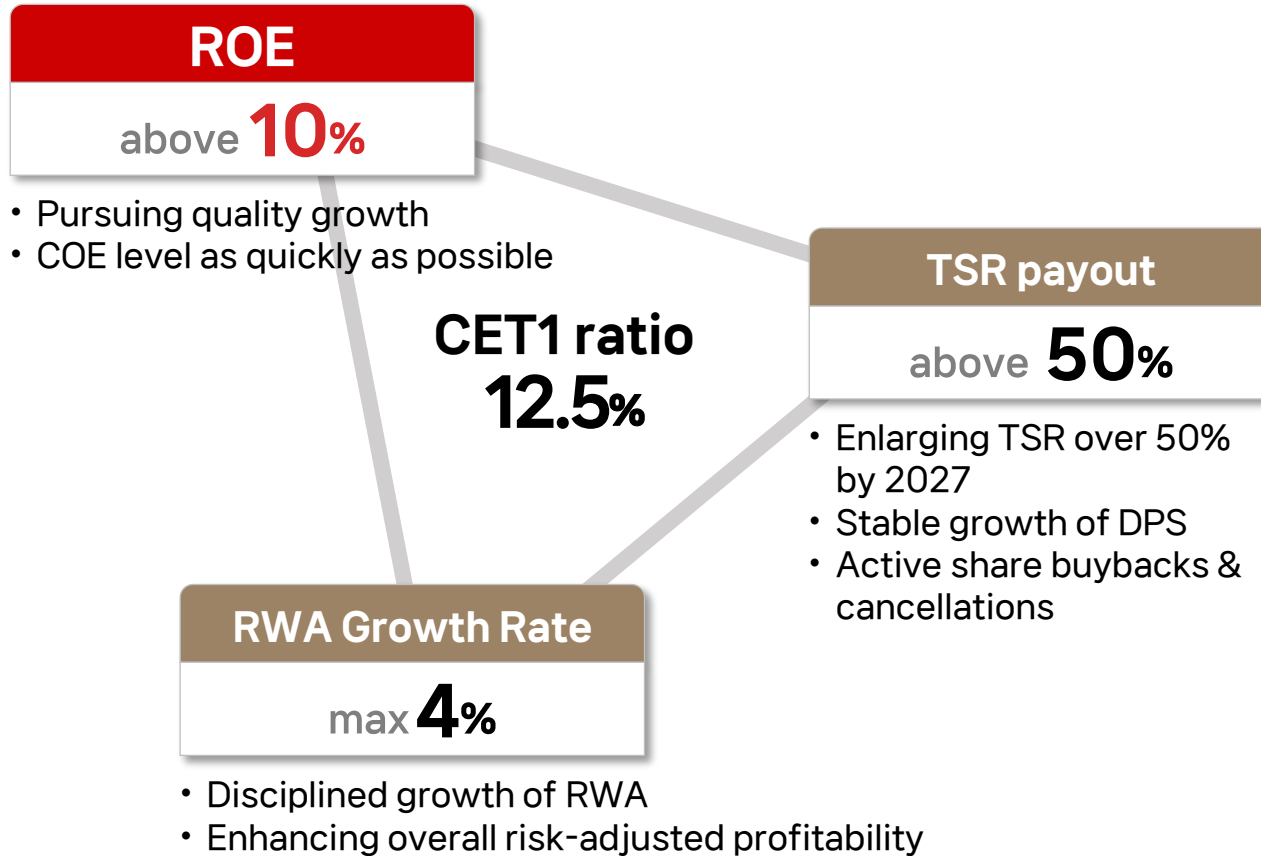 ROE
above 10%
• Pursuing quality growth
• COE level as quickly as possible
CET1 ratio
12.5%
TSR payout
above 50%
• Enlarging TSR over 50%
by 2027
• Stable growth of DPS
• Active share buybacks &
cancellations
RWA Growth Rate
max 4%
• Disciplined growth of RWA
• Enhancing overall risk-adjusted profitability